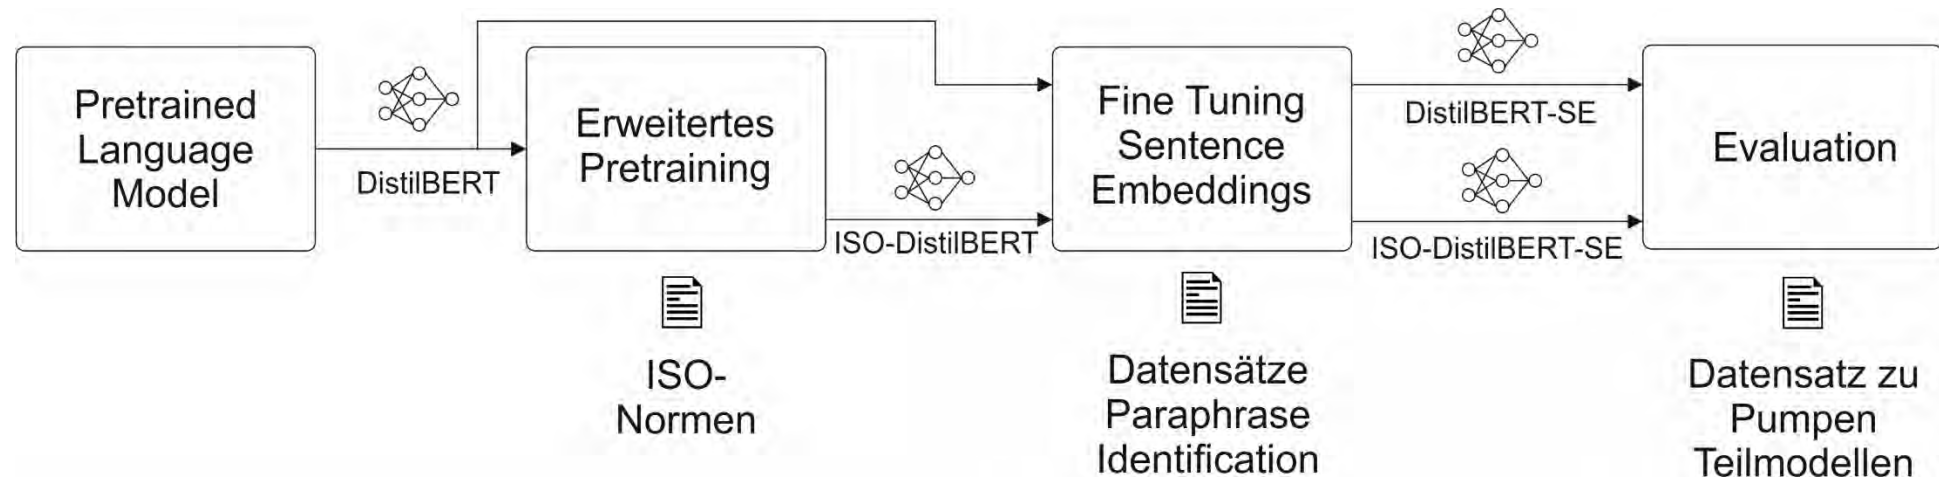 Pretrained
Language
Model
DistilBERT
Erweitertes
Pretraining
ISO-
Normen
ISO-DistilBERT
Fine Tuning
Sentence
Embeddings
Datensätze
Paraphrase
Identification
DistilBERT-SE
ISO-DistilBERT-SE
Evaluation
Datensatz zu
Pumpen
Teilmodellen